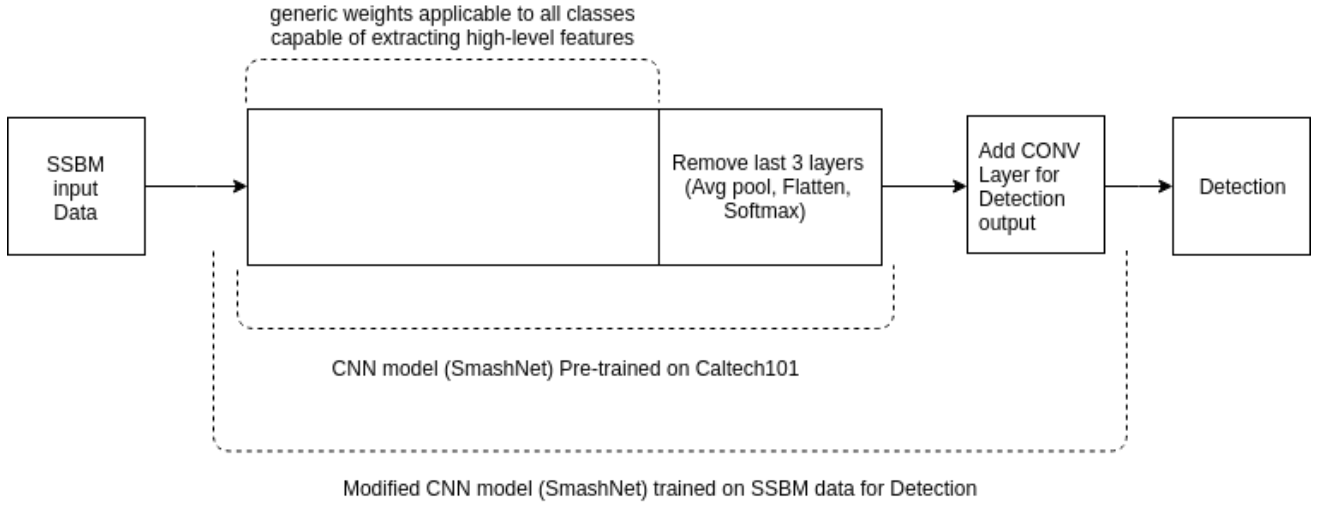 generic weights applicable to all classes
capable of extracting high-level features
SSBM
input
Data
Remove last 3 layers
(Avg pool, Flatten,
Softmax)
Add CONV
Layer for
Detection
output
Detection
CNN model (SmashNet) Pre-trained on Caltech101
Modified CNN model (SmashNet) trained on SSBM data for Detection